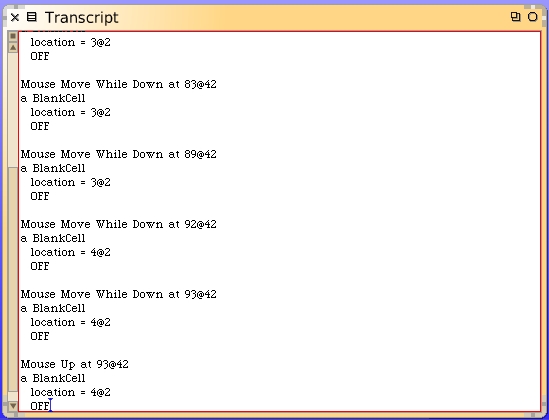 Transcript
location = 3@2
OFF
Mouse Move While Down at 83@42
a BlankCell
location = 3@2
OFF
Mouse Move While Down at 89@42
a BlankCell
location = 3@2
OFF
Mouse Move While Down at 92@42
a BlankCell
location = 4@2
OFF
Mouse Move While Down at 93@42
a BlankCell
location = 4@2
OFF
Mouse Up at 93@42
a BlankCell
location = 4@2
OFF